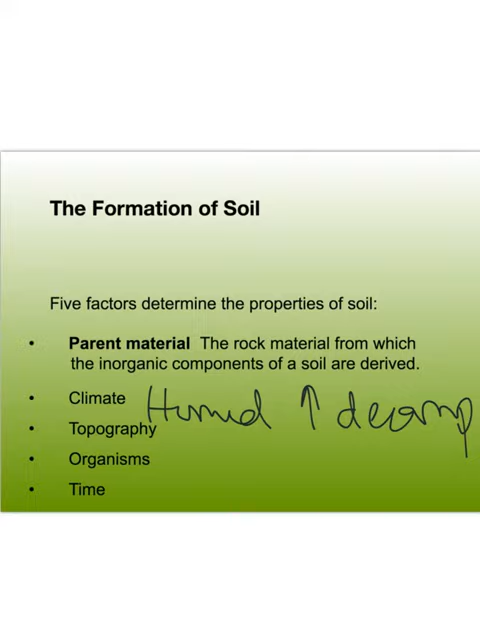 The Formation of Soil
Five factors determine the properties of soil:
• Parent material The rock material from which
the inorganic components of a soil are derived.
• Climate Humid ↑ decomp
• Topography
• Organisms
• Time